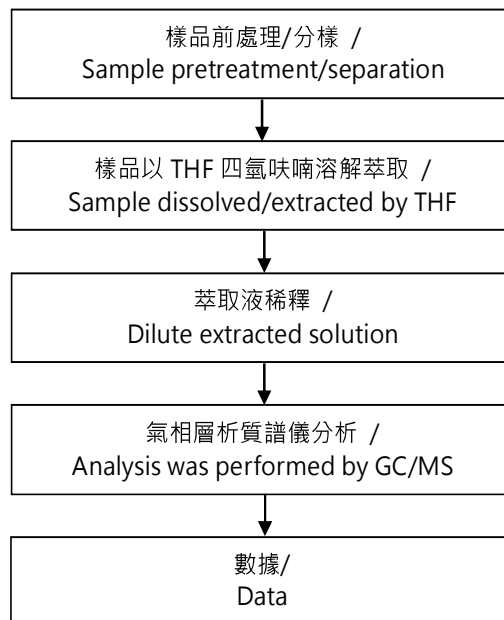 樣品前處理/分樣 /
Sample pretreatment/separation
樣品以 THF 四氫呋喃溶解萃取 /
Sample dissolved/extracted by THF
萃取液稀釋 /
Dilute extracted solution
氣相層析質譜儀分析 /
Analysis was performed by GC/MS
數據/
Data